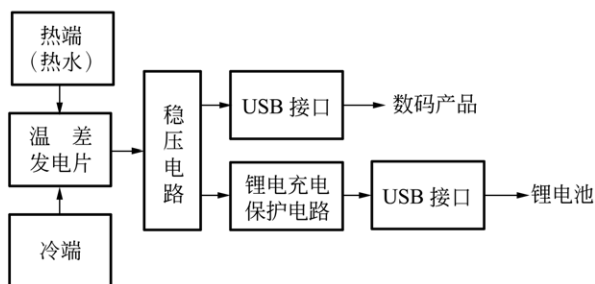 热端
（热水）
温 差
发电片
冷端
稳
压
电
路
USB 接口
数码产品
锂电充电
保护电路
USB 接口
锂电池